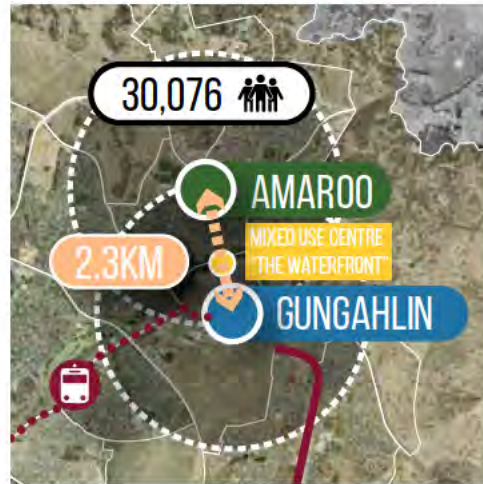 30,076
AMAROO
MIXED USE CENTRE
"THE WATERFRONT"
2.3KM
GUNGAHLIN